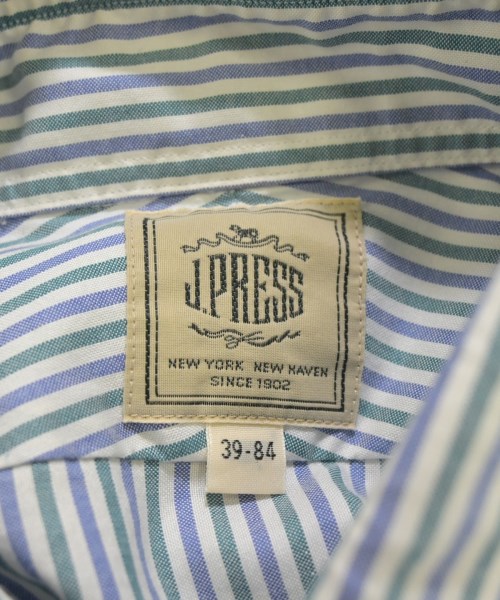 J.PRESS
NEW YORK NEW HAVEN
SINCE 1902
39-84